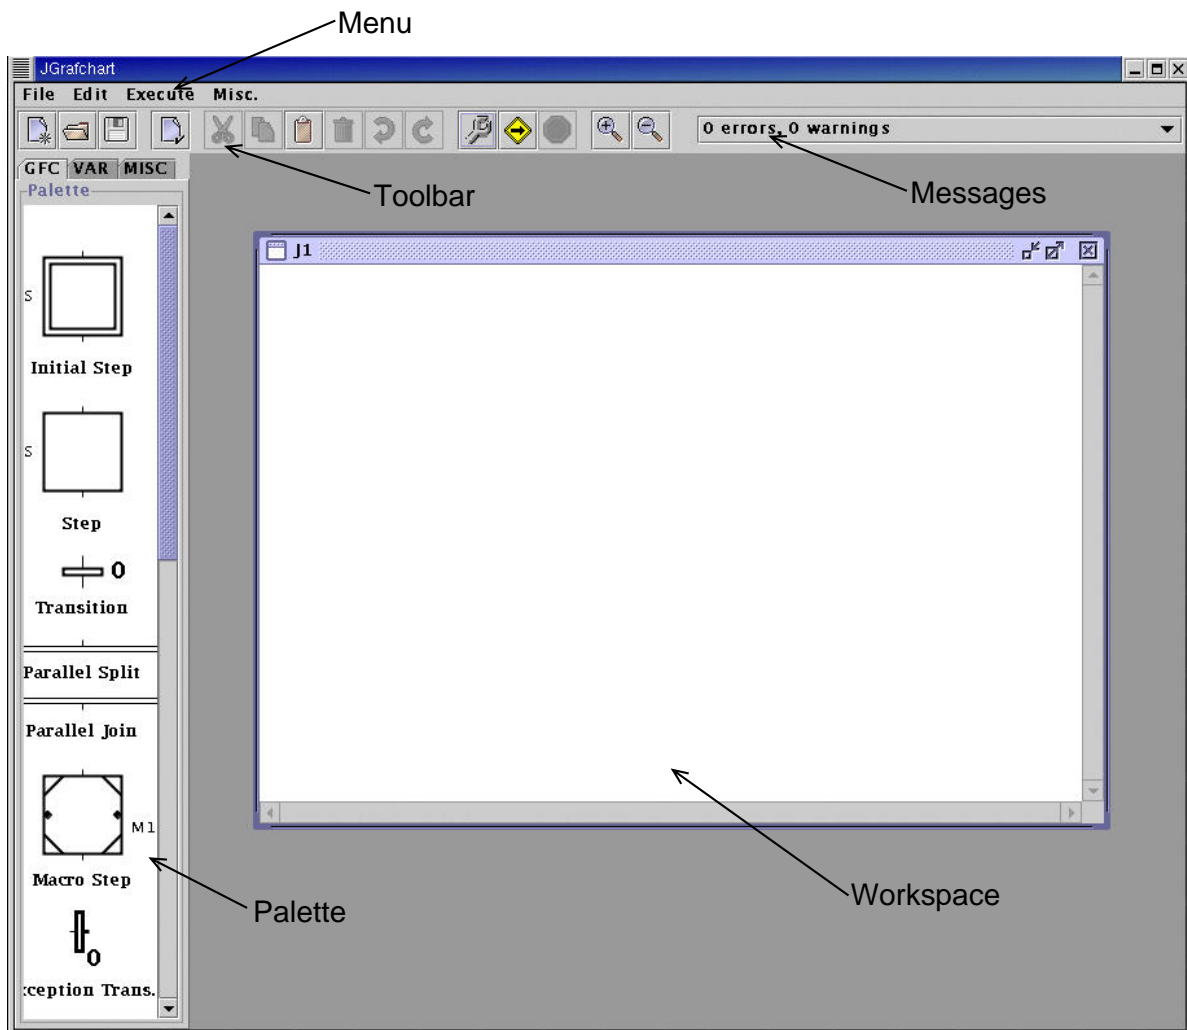 Menu
JGrafchart
File Edit Execute Misc.
0 errors, 0 warnings
GFC VAR MISC
Toolbar
Messages
Palette
J1
S
Initial Step
S
Step
0
Transition
Parallel Split
Parallel Join
M1
Macro Step
Workspace
Palette
0
ception Trans.